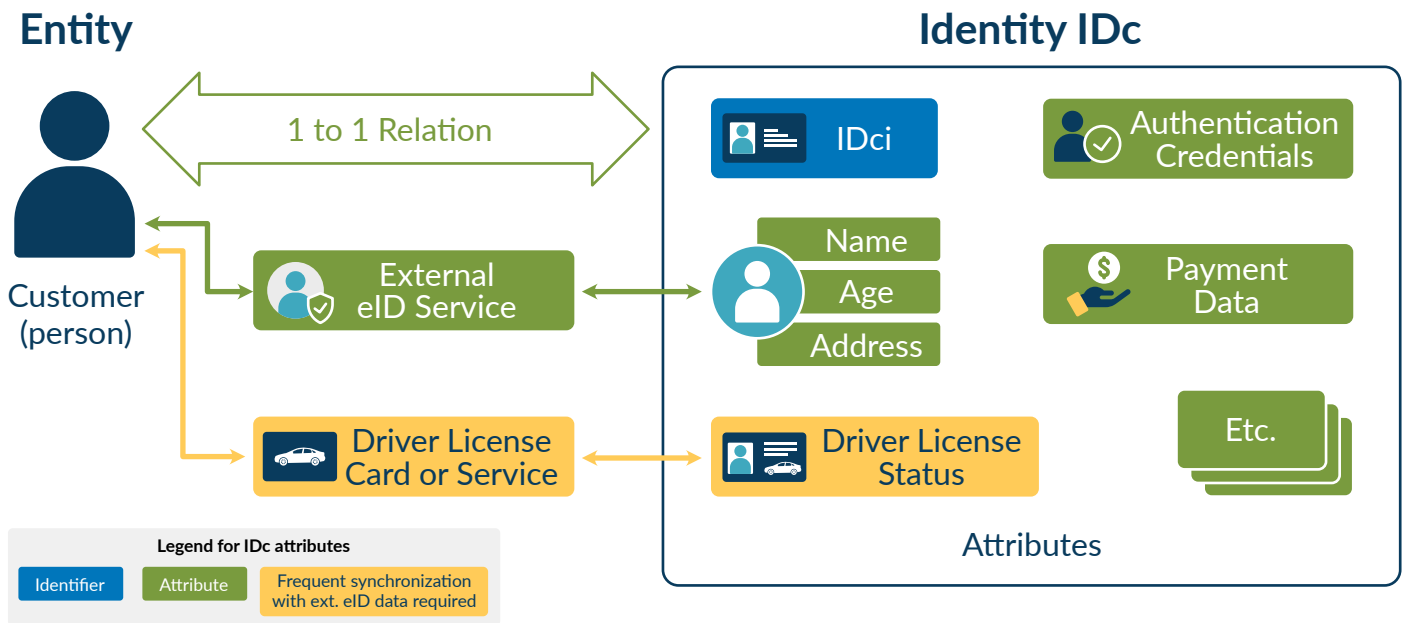 Entity
Identity IDc
1 to 1 Relation
IDci
Authentication
Credentials
Customer
(person)
External
eID Service
Name
Age
Address
Payment
Data
Driver License
Card or Service
Driver License
Status
Etc.
Attributes
Legend for IDc attributes
Identifier
Attribute
Frequent synchronization
with ext. eID data required
$